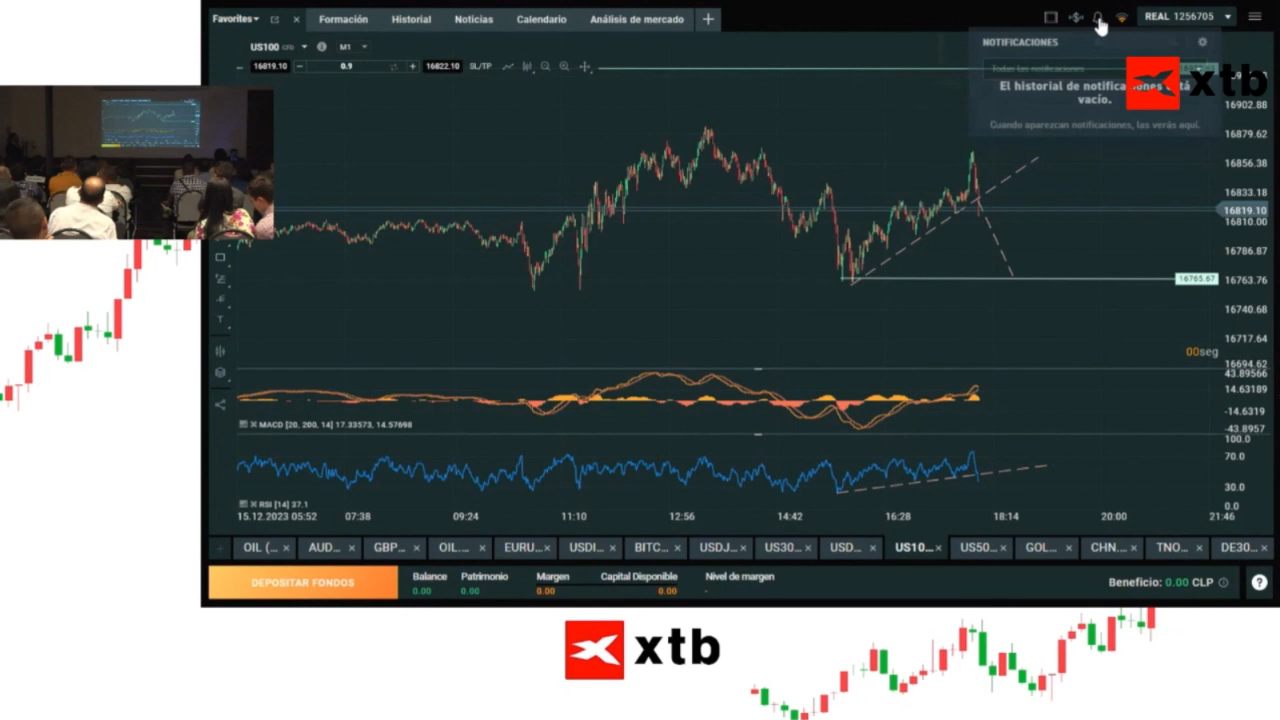 Favorites
Formación
Historial
Noticias
Calendario
Análisis de mercado
REAL 1256705
NOTIFICACIONES
Todas las notificaciones
El historial de notificaciones está
vacío.
Cuando aparezcan notificaciones, las verás aquí.
xtb
US100 CFD
M1
16819.10
0.9
16822.10
SL/TP
16902.88
16879.62
16856.38
16833.18
16819.10
16810.00
16786.87
16765.67
16763.76
16740.68
16717.64
00seg
16694.62
43.89566
14.63189
-14.6319
-43.8957
MACD [20, 200, 14] 17.33573, 14.57698
100.0
70.0
30.0
0.0
RSI [14] 37.1
15.12.2023 05:52
07:38
09:24
11:10
12:56
14:42
16:28
18:14
20:00
21:46
OIL (...
AUD...
GBP...
OIL....
EURU...
USDI...
BITC...
USDJ...
US30...
USD...
US10...
US50...
GOL...
CHN....
TNO...
DE30...
DEPOSITAR FONDOS
Balance
0.00
Patrimonio
0.00
Margen
0.00
Capital Disponible
0.00
Nivel de margen
-
Beneficio: 0.00 CLP
?
xtb